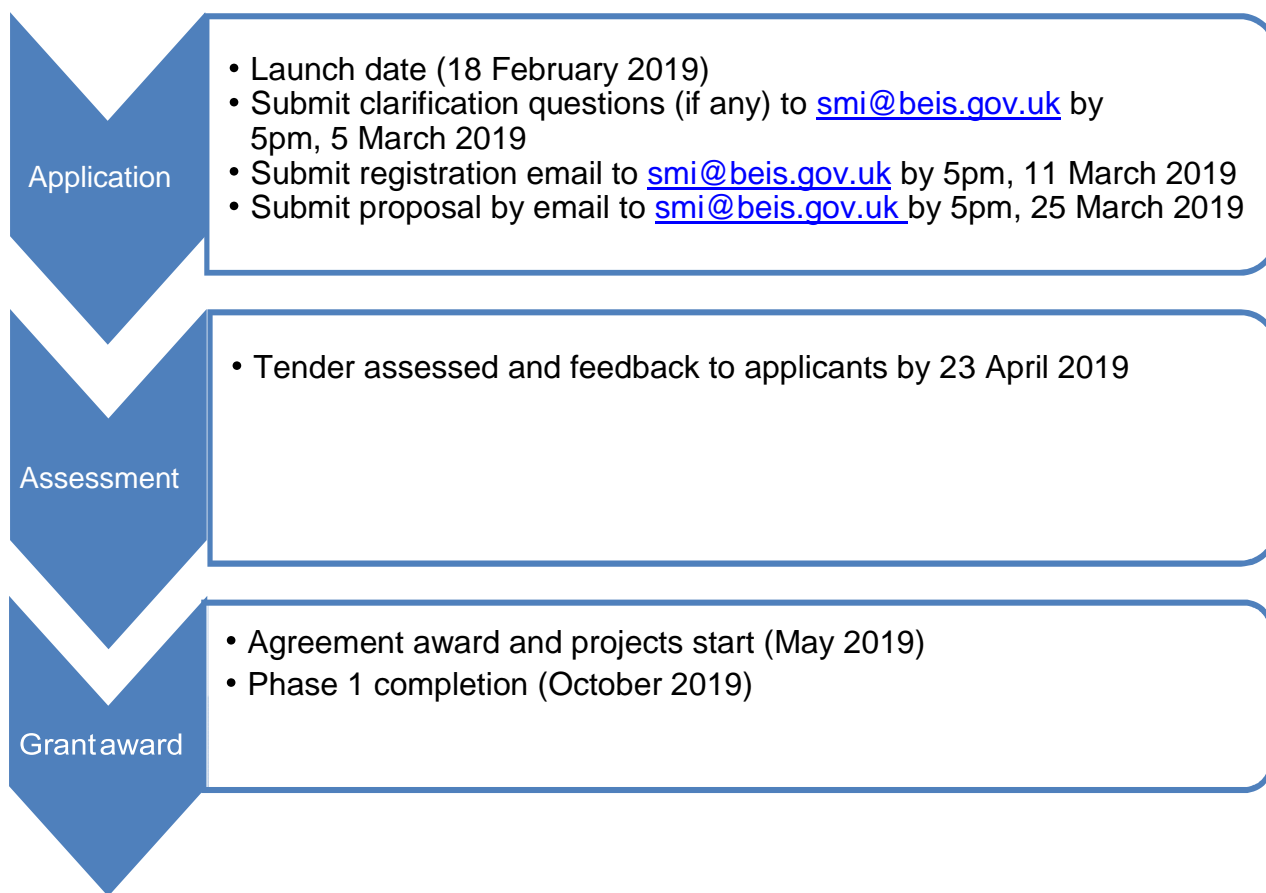 Application
• Launch date (18 February 2019)
• Submit clarification questions (if any) to smi@beis.gov.uk by
5pm, 5 March 2019
• Submit registration email to smi@beis.gov.uk by 5pm, 11 March 2019
• Submit proposal by email to smi@beis.gov.uk by 5pm, 25 March 2019
Assessment
• Tender assessed and feedback to applicants by 23 April 2019
Grant award
• Agreement award and projects start (May 2019)
• Phase 1 completion (October 2019)